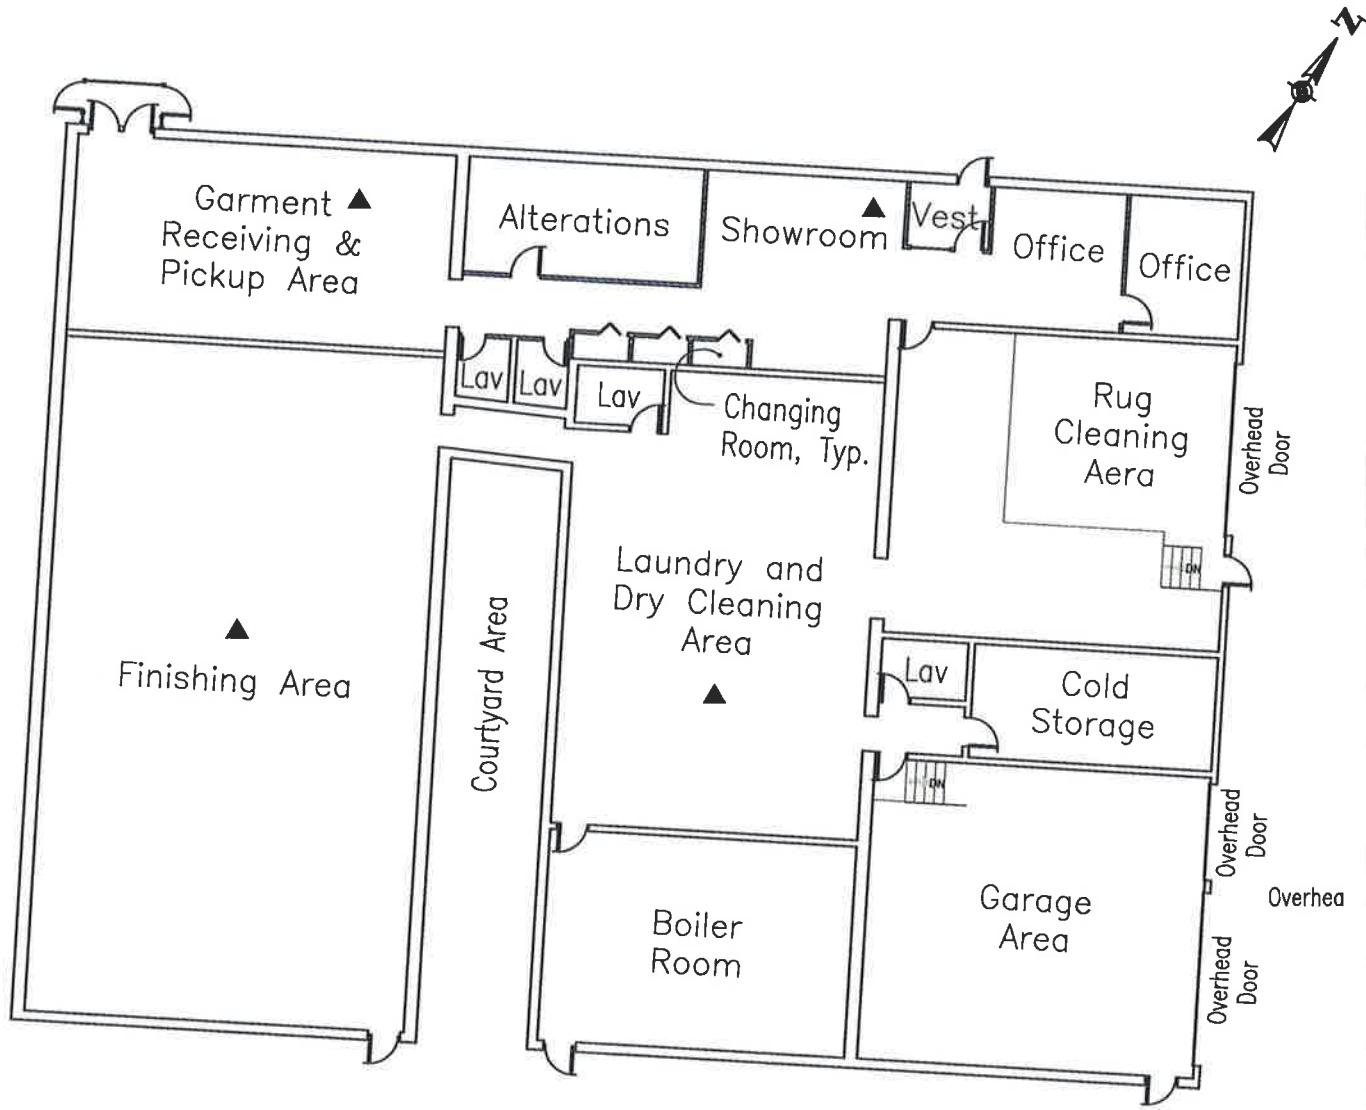 N
Garment
Receiving &
Pickup Area
Alterations
Showroom
Vest
Office
Office
Lav
Lav
Lav
Changing
Room, Typ.
Rug
Cleaning
Aera
Overhead
Door
DN
Laundry and
Dry Cleaning
Area
Courtyard Area
Finishing Area
Lav
Cold
Storage
DN
Overhead
Door
Garage
Area
Overhea
Boiler
Room
Overhead
Door